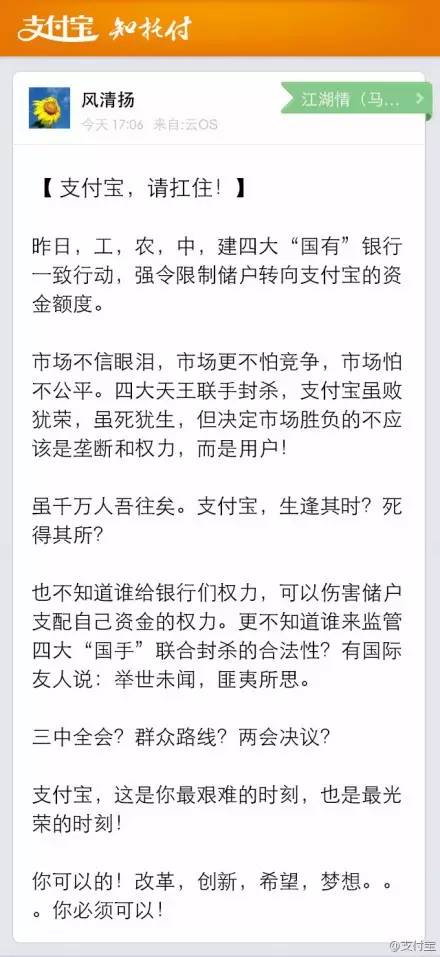 支付宝 知托付
风清扬
江湖情（马...
今天 17:06 来自:云OS
【 支付宝，请扛住！】
昨日，工，农，中，建四大“国有”银行
一致行动，强令限制储户转向支付宝的资
金额度。
市场不信眼泪，市场更不怕竞争，市场怕
不公平。四大天王联手封杀，支付宝虽败
犹荣，虽死犹生，但决定市场胜负的不应
该是垄断和权力，而是用户！
虽千万人吾往矣。支付宝，生逢其时？死
得其所？
也不知道谁给银行们权力，可以伤害储户
支配自己资金的权力。更不知道谁来监管
四大“国手”联合封杀的合法性？有国际
友人说：举世未闻，匪夷所思。
三中全会？群众路线？两会决议？
支付宝，这是你最艰难的时刻，也是最光
荣的时刻！
你可以的！改革，创新，希望，梦想。。
。你必须可以！
@支付宝